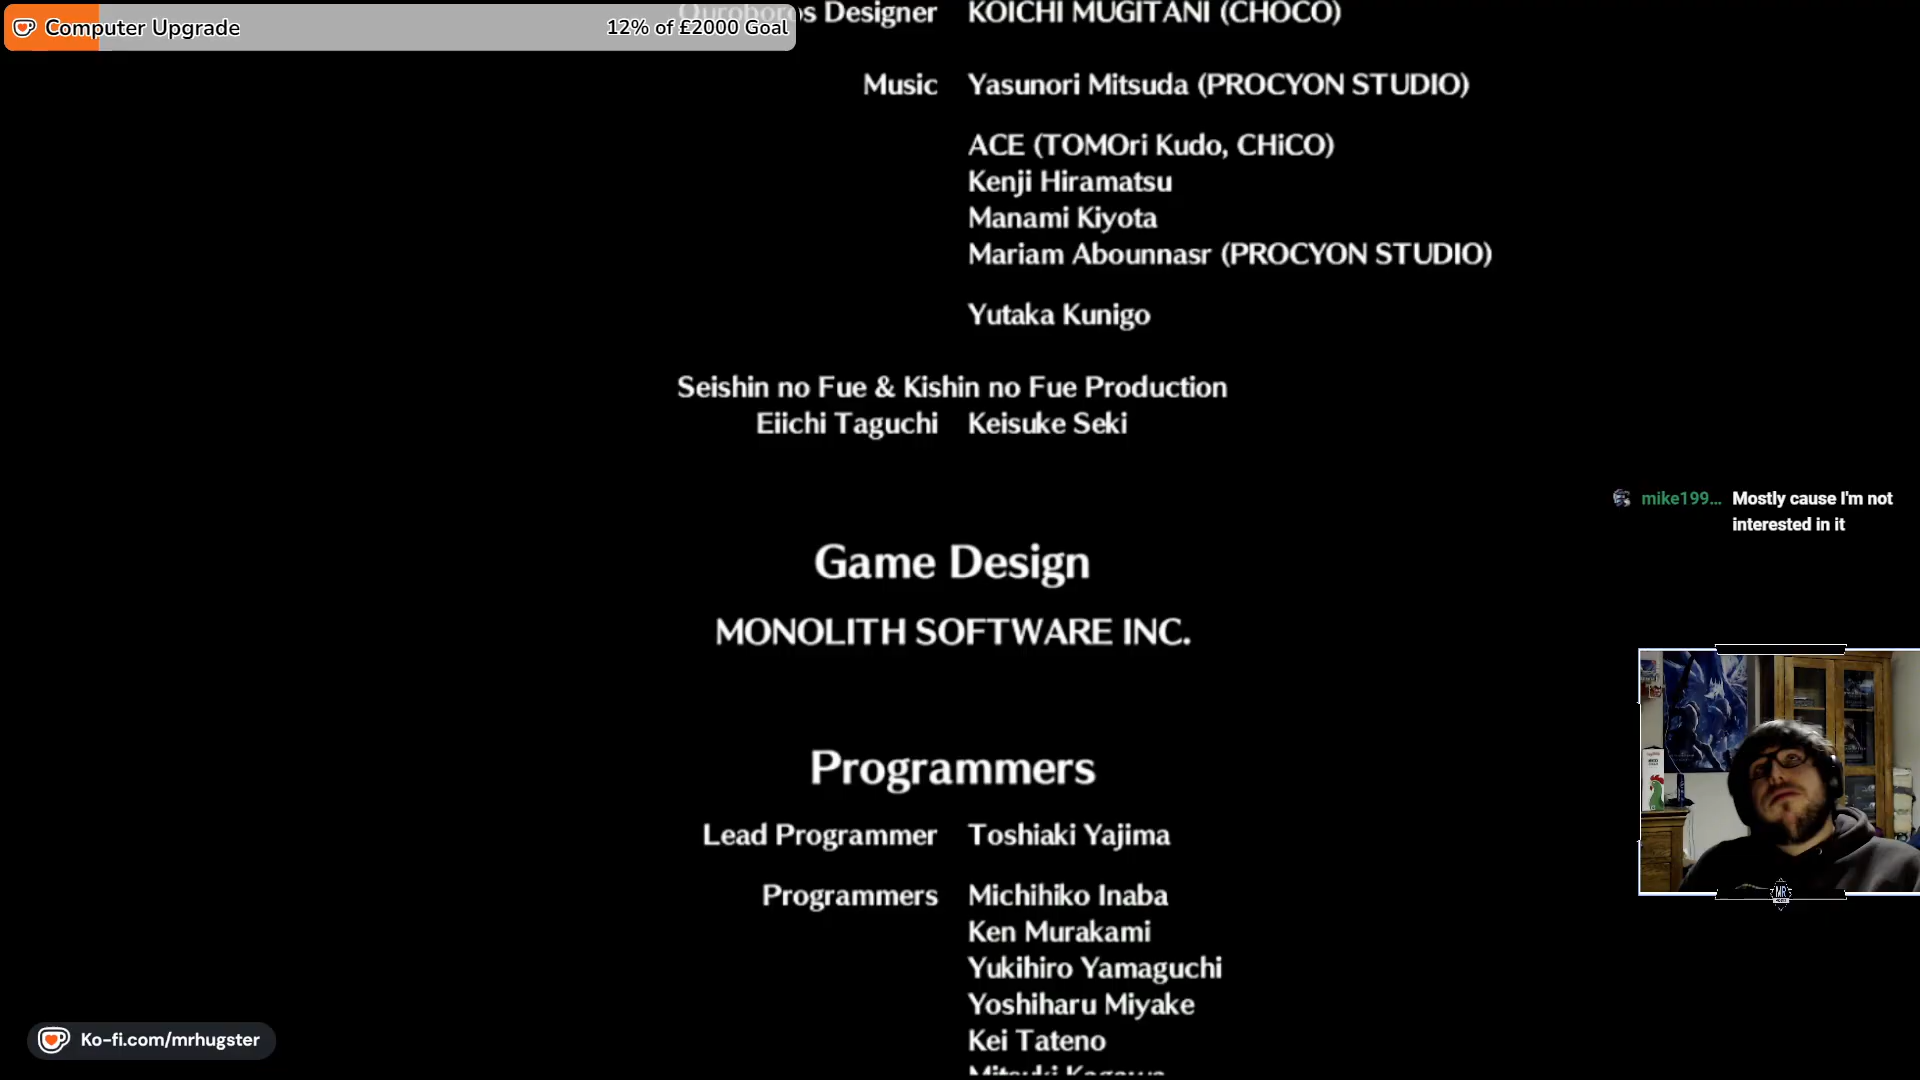 Computer Upgrade
12% of £2000 Goal
Ouroboros Designer KOICHI MUGITANI (CHOCO)
Music Yasunori Mitsuda (PROCYON STUDIO)
ACE (TOMOri Kudo, CHiCO)
Kenji Hiramatsu
Manami Kiyota
Mariam Abounnasr (PROCYON STUDIO)
Yutaka Kunigo
Seishin no Fue & Kishin no Fue Production
Eiichi Taguchi Keisuke Seki
mike199... Mostly cause I'm not
interested in it
Game Design
MONOLITH SOFTWARE INC.
Programmers
Lead Programmer Toshiaki Yajima
Programmers Michihiko Inaba
Ken Murakami
Yukihiro Yamaguchi
Yoshiharu Miyake
Kei Tateno
MR
Ko-fi.com/mrhugster